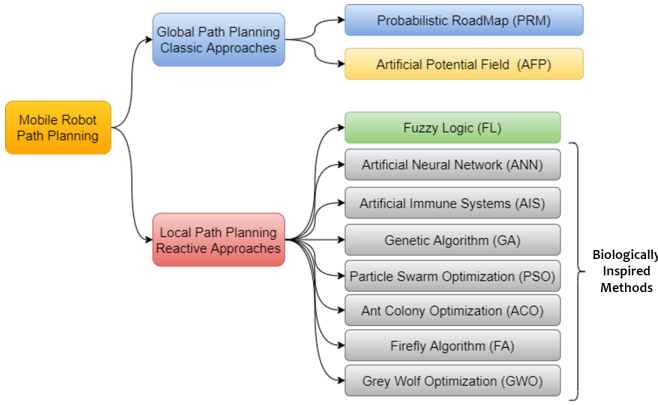 Mobile Robot
Path Planning
Global Path Planning
Classic Approaches
Probabilistic RoadMap (PRM)
Artificial Potential Field (AFP)
Local Path Planning
Reactive Approaches
Fuzzy Logic (FL)
Artificial Neural Network (ANN)
Artificial Immune Systems (AIS)
Genetic Algorithm (GA)
Particle Swarm Optimization (PSO)
Ant Colony Optimization (ACO)
Firefly Algorithm (FA)
Grey Wolf Optimization (GWO)
Biologically
Inspired
Methods